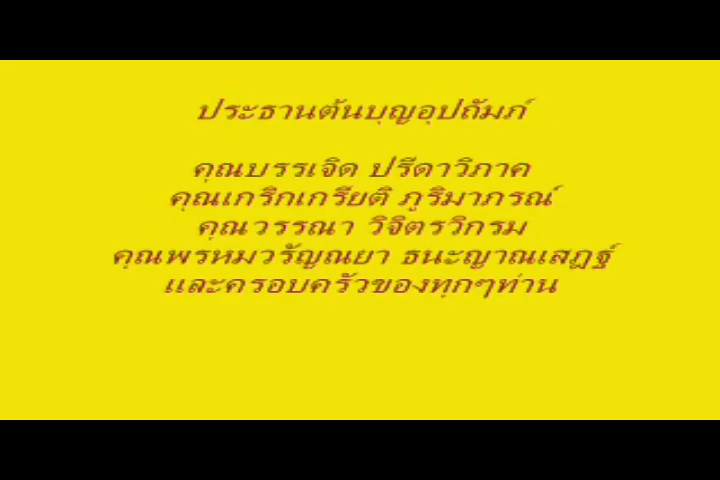 ประธานต้นบุญอุปถัมภ์
คุณบรรเจิด ปรีดาวิภาค
คุณเกริกเกรียติ ภูริมาภรณ์
คุณวรรณา วิจิตรวิกรม
คุณพรหมวรัญณยา ธนะญาณเสฏฐ์
และครอบครัวของทุกๆท่าน